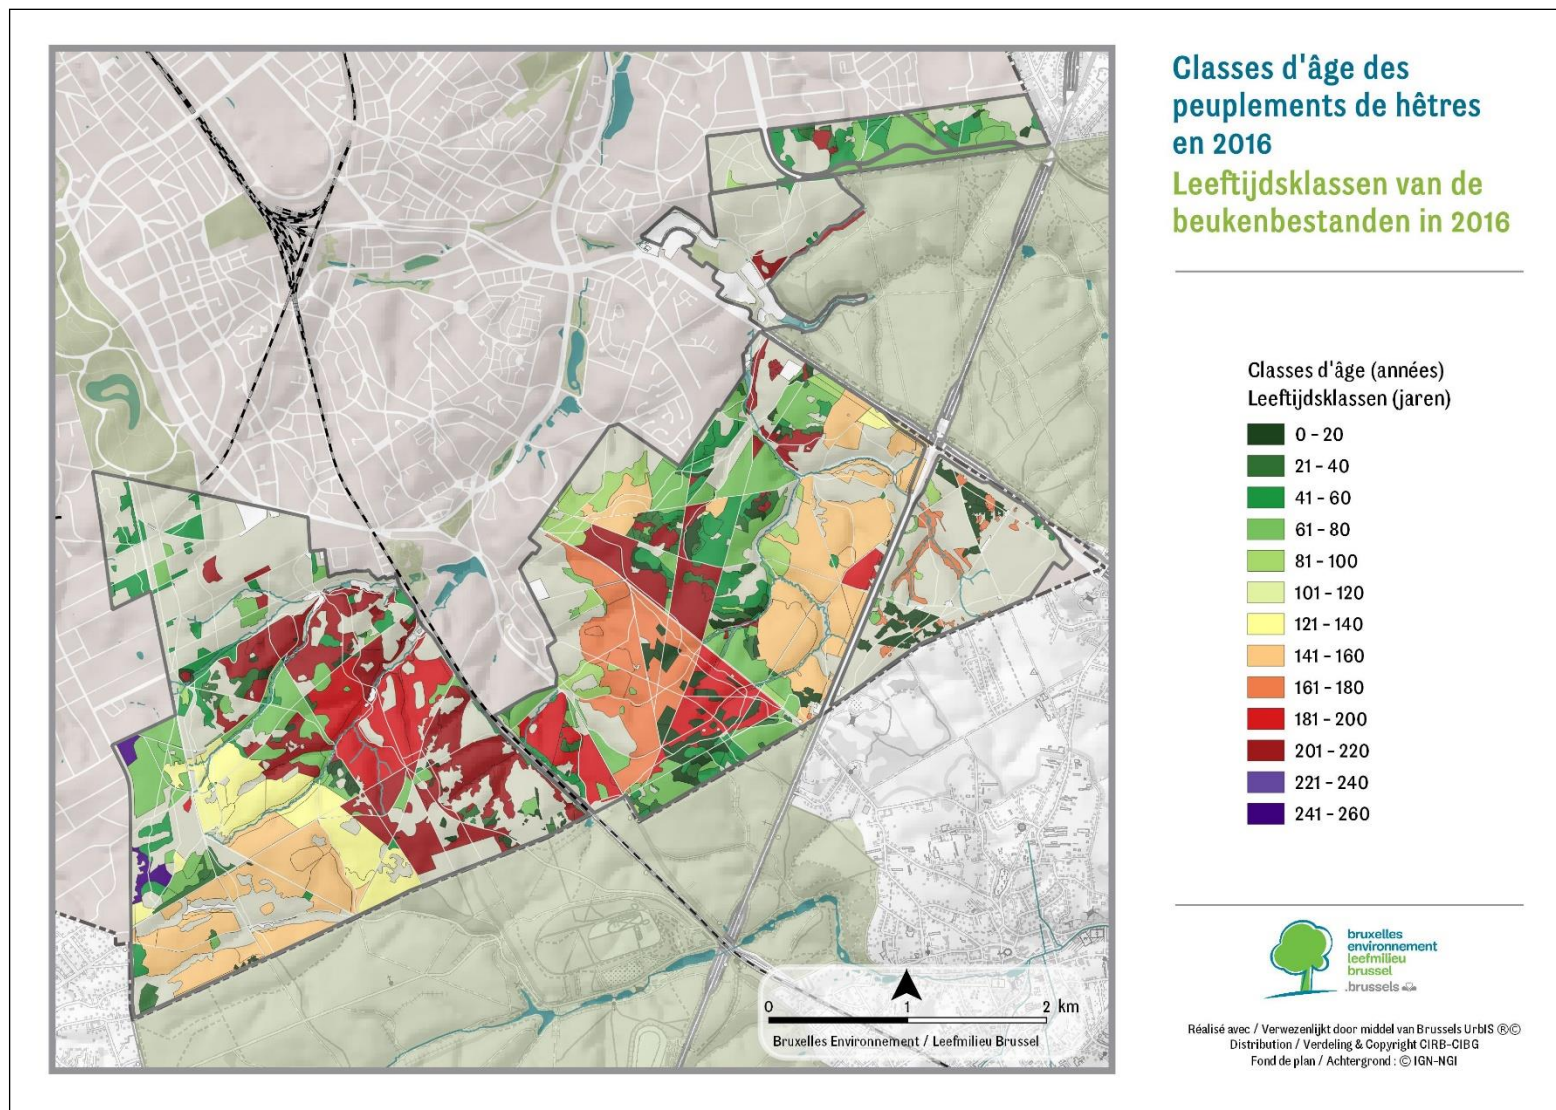 Classes d'âge des
peuplements de hêtres
en 2016
Leeftijdsklassen van de
beukenbestanden in 2016
Classes d'âge (années)
Leeftijdsklassen (jaren)
0 - 20
21 - 40
41 - 60
61 - 80
81 - 100
101 - 120
121 - 140
141 - 160
161 - 180
181 - 200
201 - 220
221 - 240
241 - 260
0 1 2 km
Bruxelles Environnement / Leefmilieu Brussel
bruxelles
environnement
leefmilieu
brussel
.brussels
Réalisé avec / Verwezenlijkt door middel van Brussels UrbIS ®©
Distribution / Verdeling & Copyright CIRB-CIBG
Fond de plan / Achtergrond : © IGN-NGI